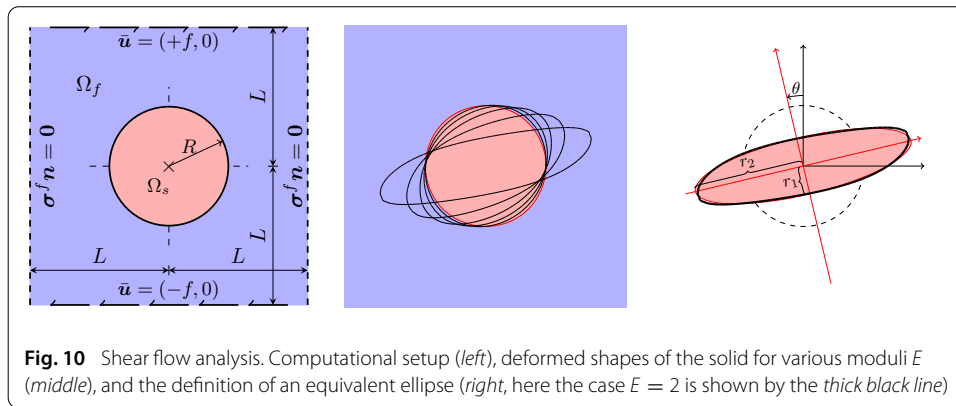 ū = (+f, 0)
Ω_f
L
σ^f n = 0
R
σ^f n = 0
Ω_s
L
L
L
ū = (−f, 0)
θ
r_2
r_1
Fig. 10 Shear flow analysis. Computational setup (left), deformed shapes of the solid for various moduli E
(middle), and the definition of an equivalent ellipse (right, here the case E = 2 is shown by the thick black line)